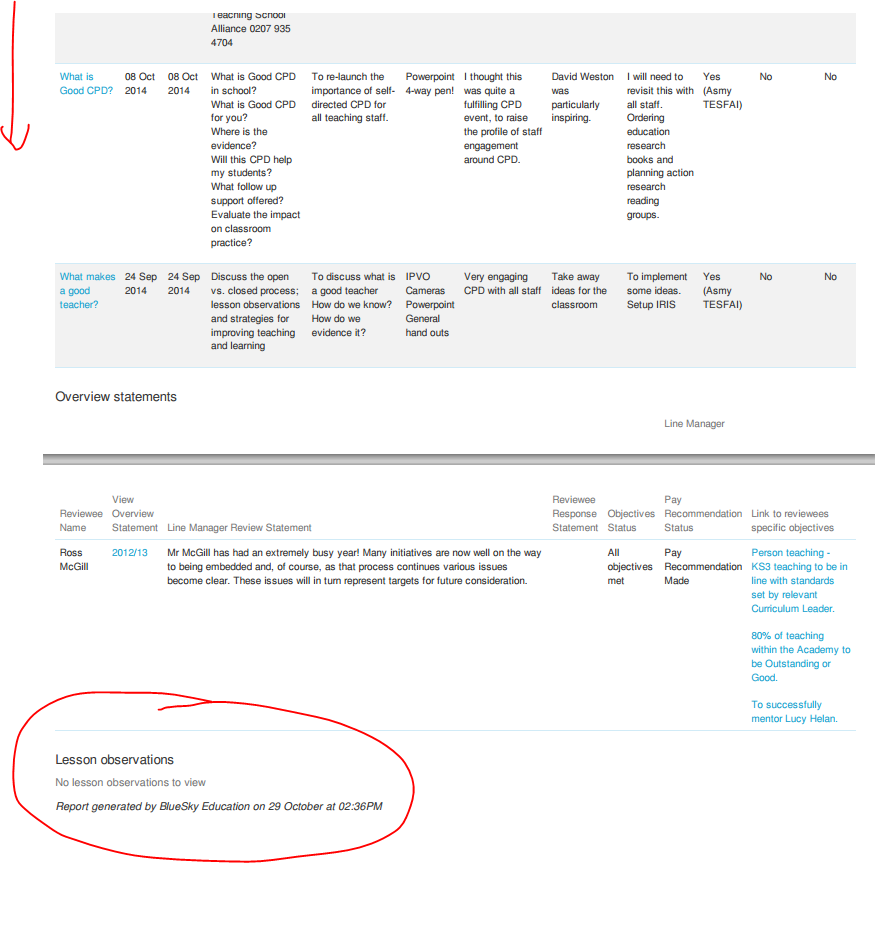 Teaching School
Alliance 0207 935
4704
What is
Good CPD?
08 Oct
2014
08 Oct
2014
What is Good CPD
in school?
What is Good CPD
for you?
Where is the
evidence?
Will this CPD help
my students?
What follow up
support offered?
Evaluate the impact
on classroom
practice?
To re-launch the
importance of self-
directed CPD for
all teaching staff.
Powerpoint
4-way pen!
I thought this
was quite a
fulfilling CPD
event, to raise
the profile of staff
engagement
around CPD.
David Weston
was
particularly
inspiring.
I will need to
revisit this with
all staff.
Ordering
education
research
books and
planning action
research
reading
groups.
Yes
(Asmy
TESFAI)
No
No
What makes
a good
teacher?
24 Sep
2014
24 Sep
2014
Discuss the open
vs. closed process;
lesson observations
and strategies for
improving teaching
and learning
To discuss what is
a good teacher
How do we know?
How do we
evidence it?
IPVO
Cameras
Powerpoint
General
hand outs
Very engaging
CPD with all staff
Take away
ideas for the
classroom
To implement
some ideas.
Setup IRIS
Yes
(Asmy
TESFAI)
No
No
Overview statements
Line Manager
Reviewee
Name
View
Overview
Statement
Line Manager Review Statement
Reviewee
Response
Statement
Objectives
Status
Pay
Recommendation
Status
Link to reviewees
specific objectives
Ross
McGill
2012/13
Mr McGill has had an extremely busy year! Many initiatives are now well on the way
to being embedded and, of course, as that process continues various issues
become clear. These issues will in turn represent targets for future consideration.
All
objectives
met
Pay
Recommendation
Made
Person teaching -
KS3 teaching to be in
line with standards
set by relevant
Curriculum Leader.
80% of teaching
within the Academy to
be Outstanding or
Good.
To successfully
mentor Lucy Helan.
Lesson observations
No lesson observations to view
Report generated by BlueSky Education on 29 October at 02:36PM